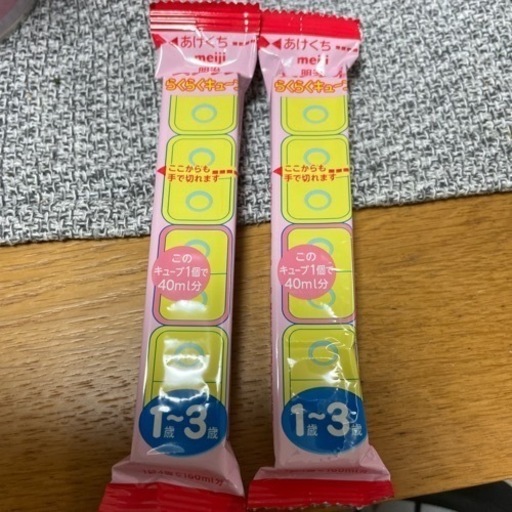 あけぐち
meiji
らくらくキューブ
ここからも
手で切れます
この
キューブ1個で
40ml分
1~3
歳 歳
あけぐち
meiji
らくらくキューブ
ここからも
手で切れます
この
キューブ1個で
40ml分
1~3
歳 歳